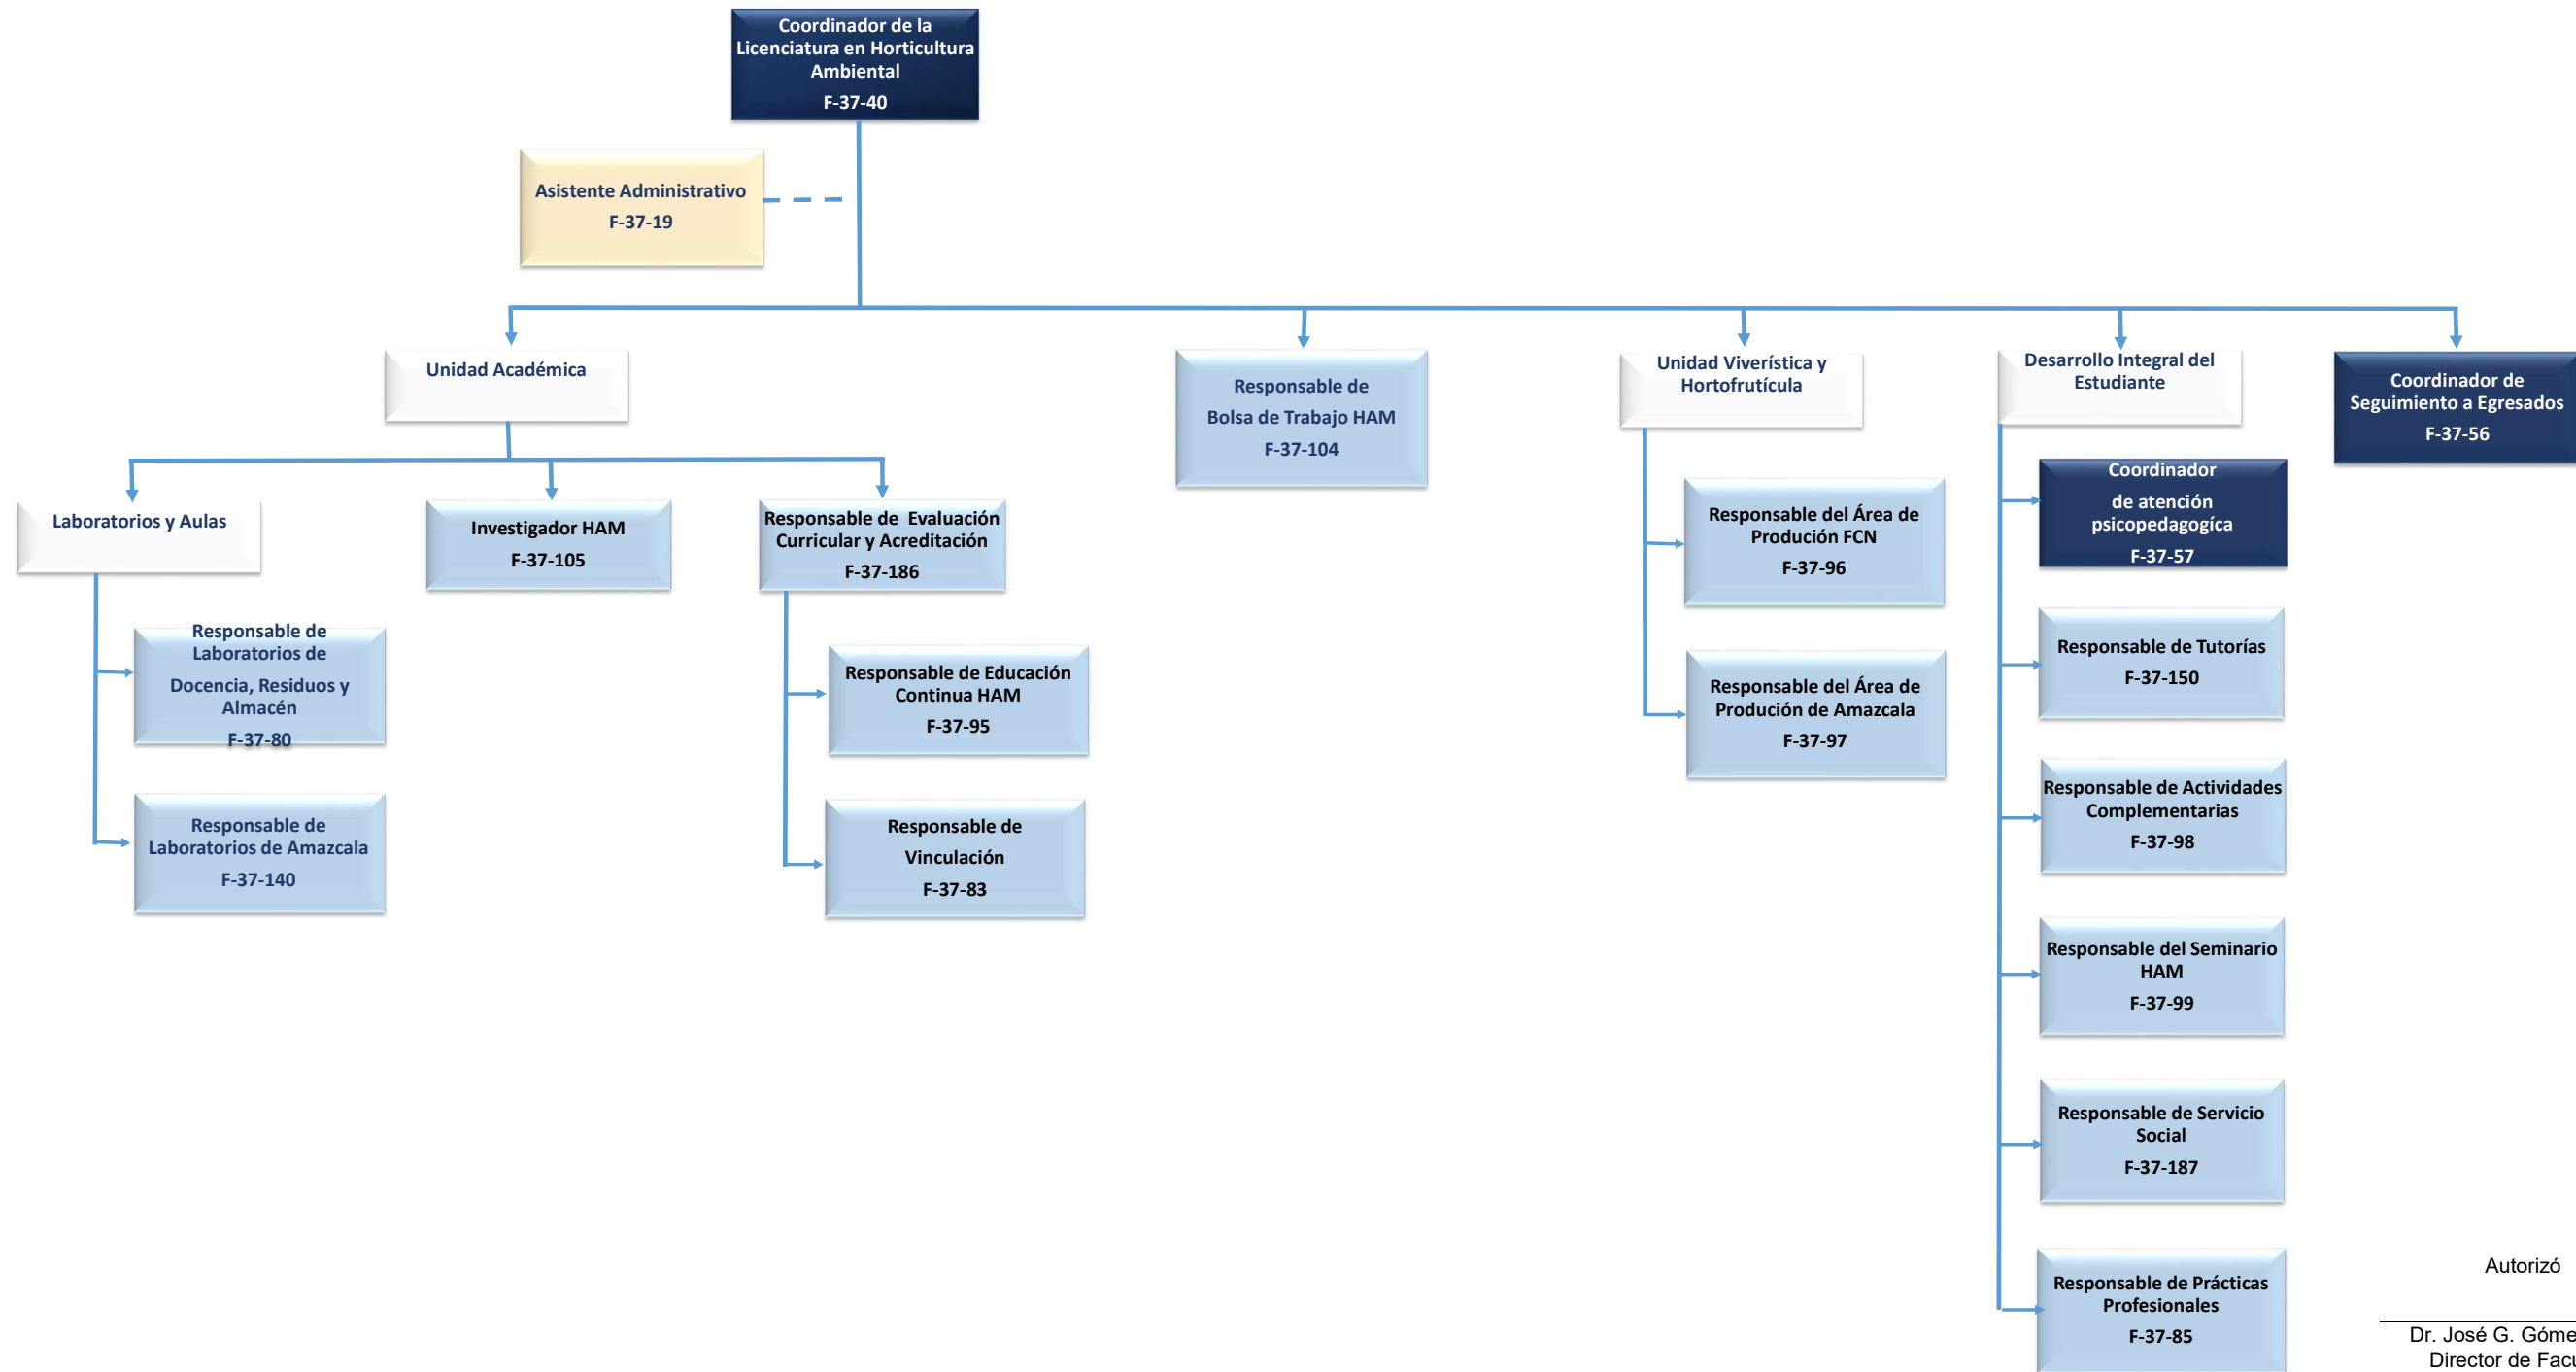 Coordinador de la
Licenciatura en Horticultura
Ambiental
F-37-40
Asistente Administrativo
F-37-19
Unidad Académica
Responsable de
Bolsa de Trabajo HAM
F-37-104
Unidad Viverística y
Hortofrutícula
Desarrollo Integral del
Estudiante
Coordinador de
Seguimiento a Egresados
F-37-56
Laboratorios y Aulas
Investigador HAM
F-37-105
Responsable de Evaluación
Curricular y Acreditación
F-37-186
Responsable de
Laboratorios de
Docencia, Residuos y
Almacén
F-37-80
Responsable de
Laboratorios de Amazcala
F-37-140
Responsable de Educación
Continua HAM
F-37-95
Responsable de
Vinculación
F-37-83
Responsable del Área de
Produción FCN
F-37-96
Responsable del Área de
Produción de Amazcala
F-37-97
Coordinador
de atención
psicopedagogíca
F-37-57
Responsable de Tutorías
F-37-150
Responsable de Actividades
Complementarias
F-37-98
Responsable del Seminario
HAM
F-37-99
Responsable de Servicio
Social
F-37-187
Responsable de Prácticas
Profesionales
F-37-85
Autorizó
Dr. José G.
Director de